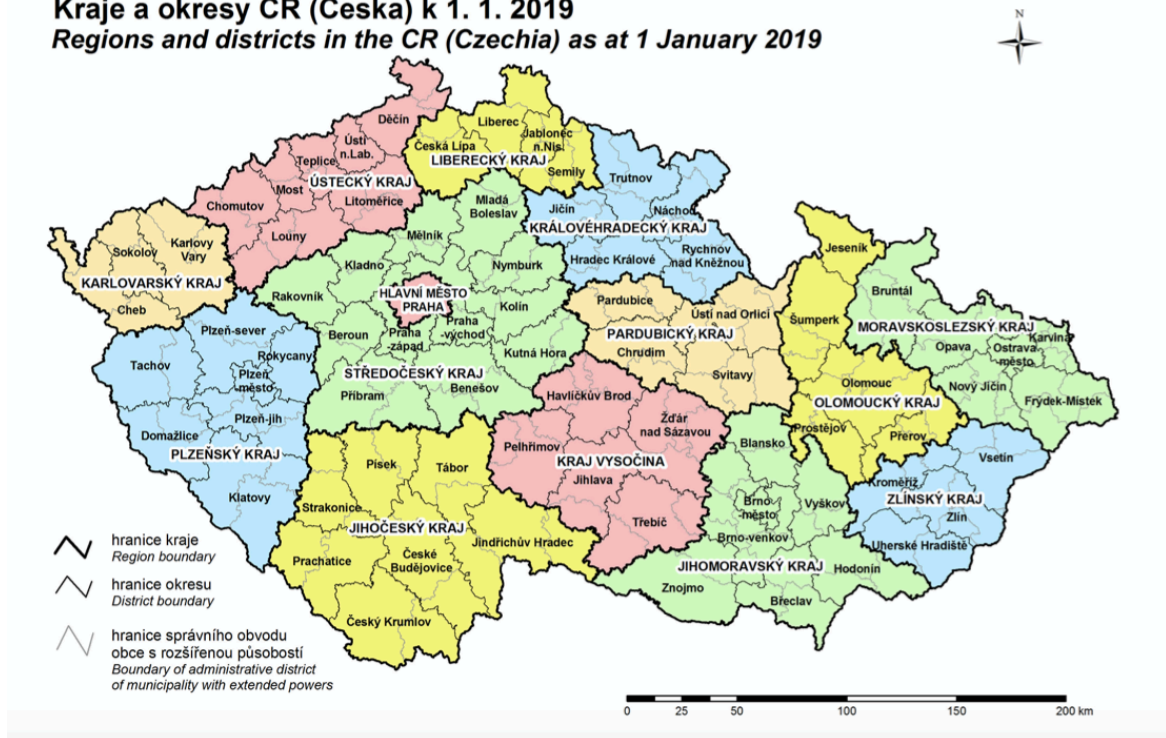 Kraje a okresy ČR (Česka) k 1. 1. 2019
Regions and districts in the CR (Czechia) as at 1 January 2019
N
Děčín
Liberec
Ústí
n.Lab.
Jablonec
n.Nis.
Česká Lípa
Teplice
LIBERECKÝ KRAJ
Semily
Trutnov
ÚSTECKÝ KRAJ
Most
Chomutov
Litoměřice
Mladá
Boleslav
Jičín
Náchod
KRÁLOVÉHRADECKÝ KRAJ
Louny
Mělník
Karlovy
Vary
Sokolov
Rychnov
nad Kněžnou
Jeseník
Hradec Králové
Kladno
Nymburk
KARLOVARSKÝ KRAJ
HLAVNÍ MĚSTO
PRAHA
Rakovník
Bruntál
Pardubice
Kolín
Cheb
Ústí nad Orlicí
Šumperk
Praha
-východ
MORAVSKOSLEZSKÝ KRAJ
Plzeň-sever
Beroun
Praha
západ
PARDUBICKÝ KRAJ
Karviná
Opava
Ostrava
-město
Rokycany
Kutná Hora
Chrudim
Tachov
STŘEDOČESKÝ KRAJ
Svitavy
Plzeň
město
Benešov
Olomouc
Nový Jičín
Příbram
Havlíčkův Brod
OLOMOUCKÝ KRAJ
Frýdek-Místek
Plzeň-jih
Žďár
nad Sázavou
Prostějov
Přerov
Domažlice
Blansko
Pelhřimov
PLZEŇSKÝ KRAJ
Vsetín
KRAJ VYSOČINA
Písek
Tábor
Jihlava
Kroměříž
Klatovy
ZLÍNSKÝ KRAJ
Brno
-město
Vyškov
Strakonice
Zlín
Třebíč
JIHOČESKÝ KRAJ
Brno-venkov
Jindřichův Hradec
Uherské Hradiště
Prachatice
České
Budějovice
JIHOMORAVSKÝ KRAJ
Hodonín
Znojmo
Břeclav
Český Krumlov
hranice kraje
Region boundary
hranice okresu
District boundary
hranice správního obvodu
obce s rozšířenou působostí
Boundary of administrative district
of municipality with extended powers
0 25 50 100 150 200 km